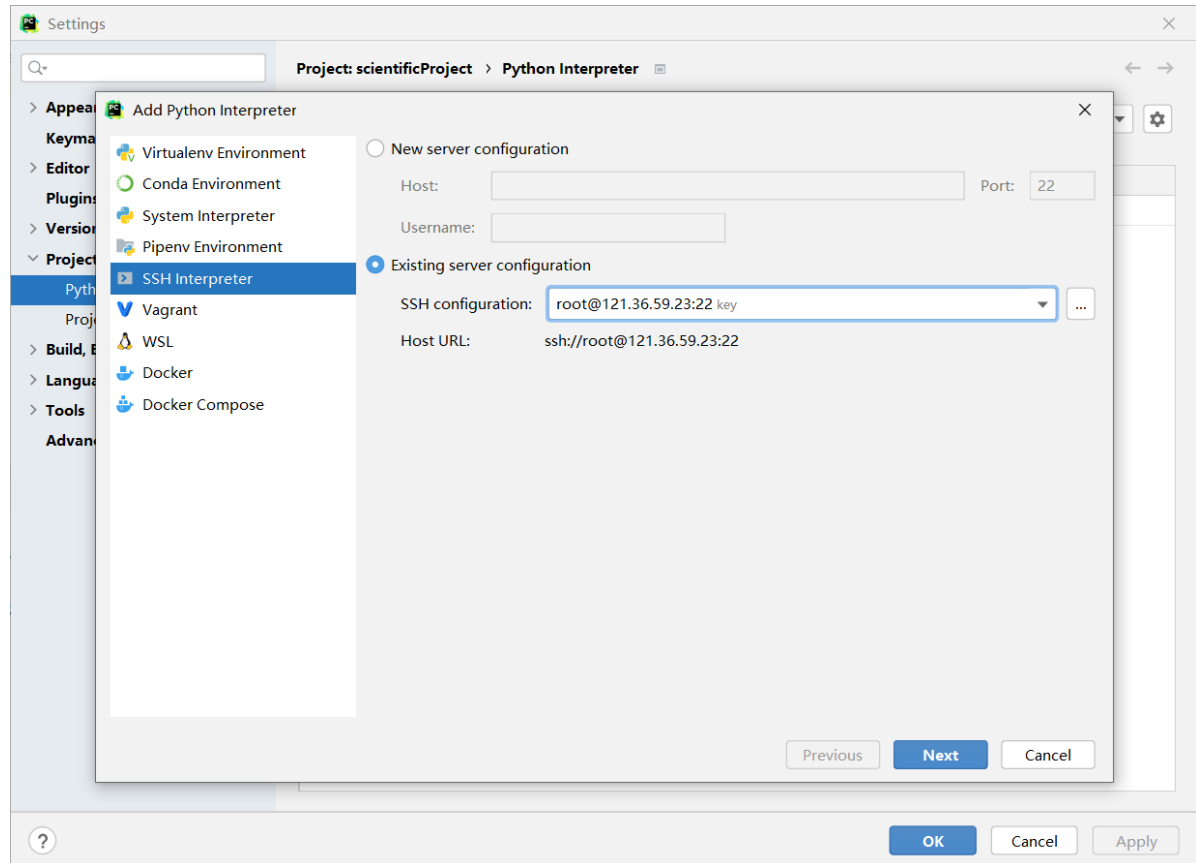 Settings
Project: scientificProject › Python Interpreter
Appear
Keyma
Editor
Plugins
Version
Project
Pyth
Proje
Build, E
Langua
Tools
Advan
Add Python Interpreter
Virtualenv Environment
Conda Environment
System Interpreter
Pipenv Environment
SSH Interpreter
Vagrant
WSL
Docker
Docker Compose
New server configuration
Host:
Port: 22
Username:
Existing server configuration
SSH configuration: root@121.36.59.23:22 key
...
Host URL: ssh://root@121.36.59.23:22
Previous Next Cancel
? OK Cancel Apply